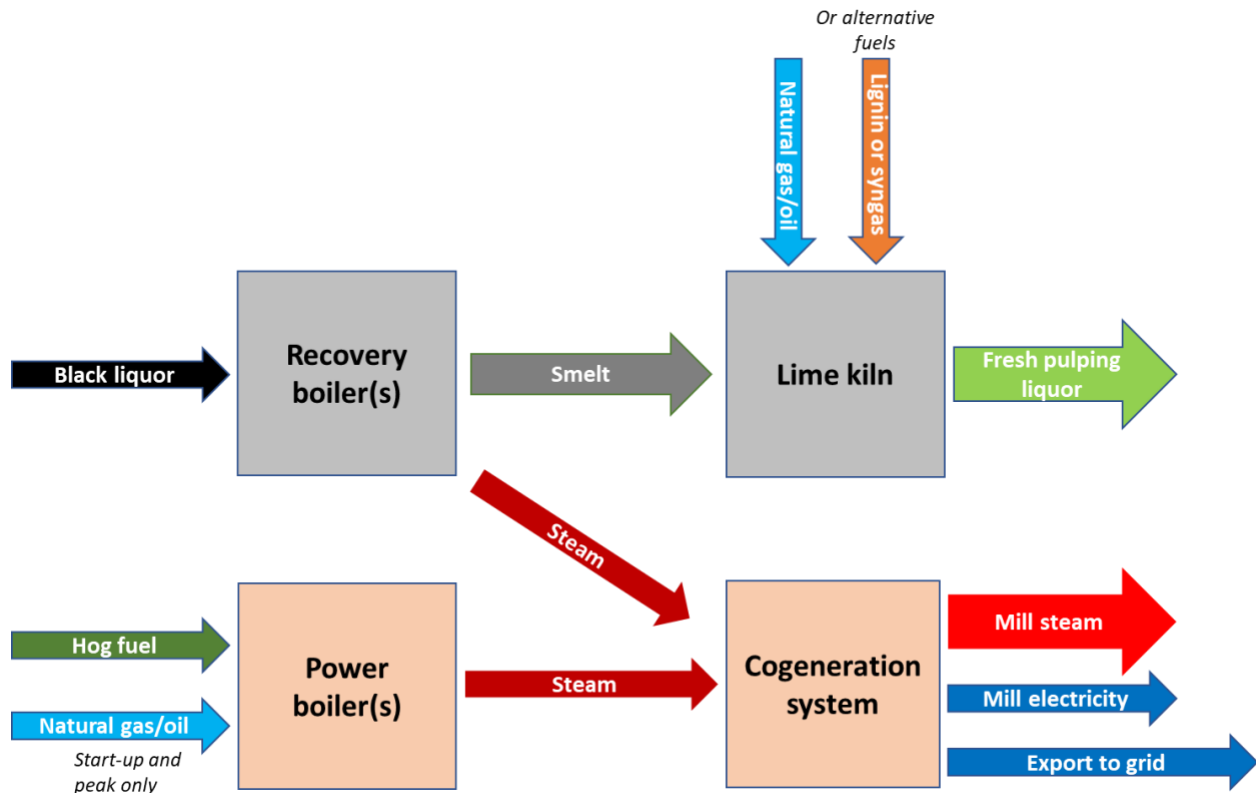 Or alternative
fuels
Natural gas/oil
Lignin or syngas
Black liquor
Recovery
boiler(s)
Smelt
Lime kiln
Fresh pulping
liquor
Steam
Hog fuel
Natural gas/oil
Start-up and
peak only
Power
boiler(s)
Steam
Cogeneration
system
Mill steam
Mill electricity
Export to grid